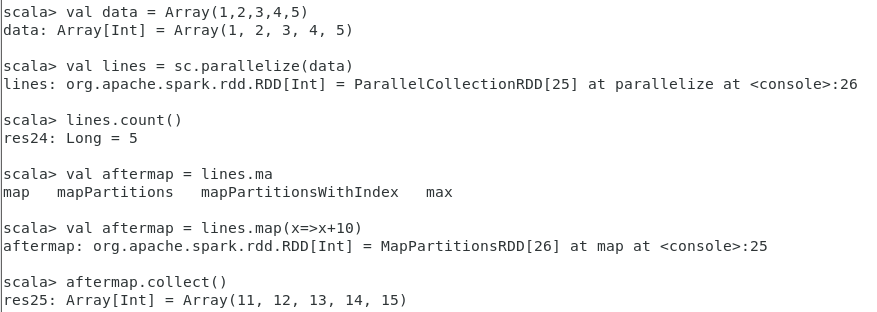 scala> val data = Array(1,2,3,4,5)
data: Array[Int] = Array(1, 2, 3, 4, 5)
scala> val lines = sc.parallelize(data)
lines: org.apache.spark.rdd.RDD[Int] = ParallelCollectionRDD[25] at parallelize at <console>:26
scala> lines.count()
res24: Long = 5
scala> val aftermap = lines.ma
map   mapPartitions   mapPartitionsWithIndex   max
scala> val aftermap = lines.map(x=>x+10)
aftermap: org.apache.spark.rdd.RDD[Int] = MapPartitionsRDD[26] at map at <console>:25
scala> aftermap.collect()
res25: Array[Int] = Array(11, 12, 13, 14, 15)